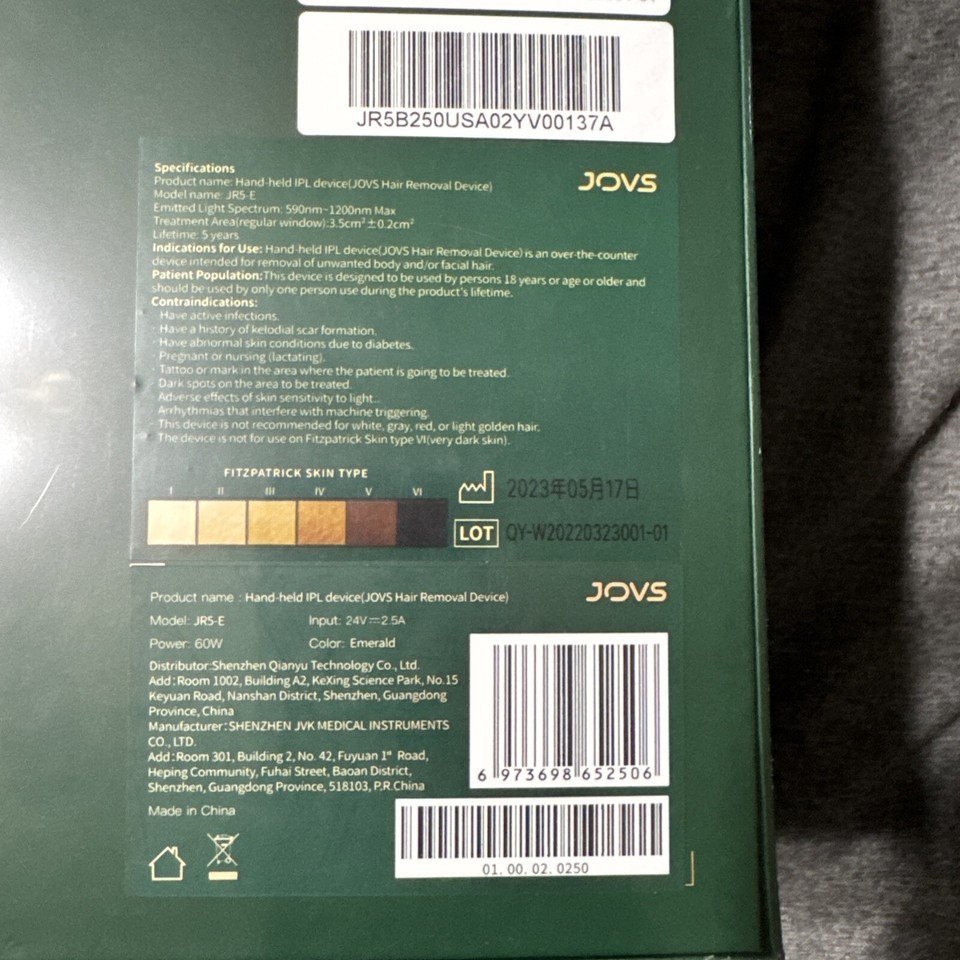 JR5B250USA02YV00137A
Specifications
JOVS
Product name: Hand-held IPL device(JOVS Hair Removal Device)
Model name: JR5-E
Emitted Light Spectrum: 590nm~1200nm Max
Treatment Area(regular window):3.5cm²±0.2cm²
Lifetime: 5 years
Indications for Use: Hand-held IPL device(JOVS Hair Removal Device) is an over-the-counter
device intended for removal of unwanted body and/or facial hair.
Patient Population:This device is designed to be used by persons 18 years or age or older and
should be used by only one person use during the product's lifetime.
Contraindications:
· Have active infections.
· Have a history of kelodial scar formation.
· Have abnormal skin conditions due to diabetes.
· Pregnant or nursing (lactating).
· Tattoo or mark in the area where the patient is going to be treated.
· Dark spots on the area to be treated.
· Adverse effects of skin sensitivity to light..
· Arrhythmias that interfere with machine triggering.
· This device is not recommended for white, gray, red, or light golden hair.
· The device is not for use on Fitzpatrick Skin type VI(very dark skin).
FITZPATRICK SKIN TYPE
I II III IV V VI
2023年05月17日
LOT QY-W20220323001-01
JOVS
Product name : Hand-held IPL device(JOVS Hair Removal Device)
Model: JR5-E Input: 24V⎓2.5A
Power: 60W Color: Emerald
Distributor:Shenzhen Qianyu Technology Co., Ltd.
Add:Room 1002, Building A2, KeXing Science Park, No.15
Keyuan Road, Nanshan District, Shenzhen, Guangdong
Province, China
Manufacturer:SHENZHEN JVK MEDICAL INSTRUMENTS
CO., LTD.
Add:Room 301, Building 2, No. 42, Fuyuan 1st Road,
Heping Community, Fuhai Street, Baoan District,
Shenzhen, Guangdong Province, 518103, P.R.China
Made in China
6 973698 652506
01. 00. 02. 0250